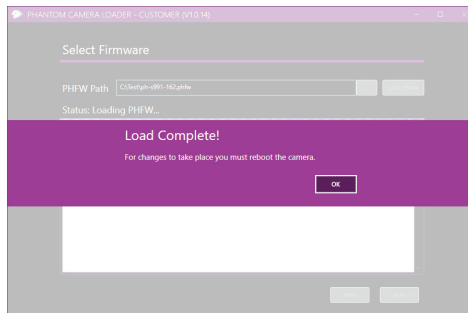 PHANTOM CAMERA LOADER - CUSTOMER (V1.0.14)
Select Firmware
PHFW Path C:\Test\ph-s991-162.phfw
Status: Loading PHFW...
Load Complete!
For changes to take place you must reboot the camera.
OK